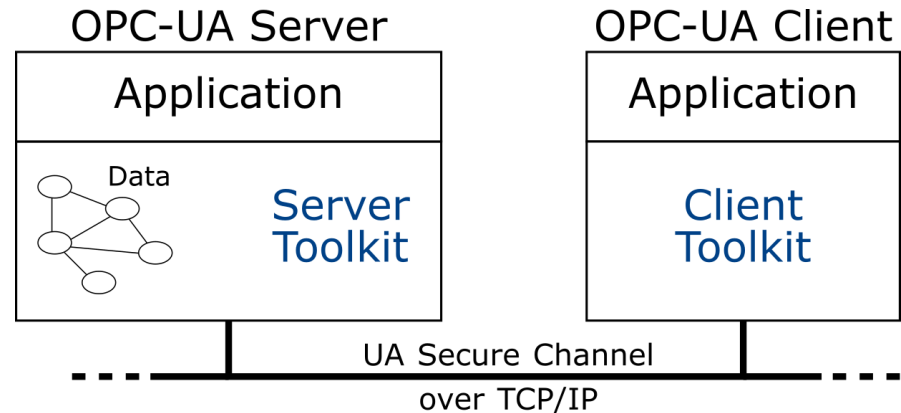 OPC-UA Server
OPC-UA Client
Application
Application
Data
Server
Toolkit
Client
Toolkit
UA Secure Channel
over TCP/IP